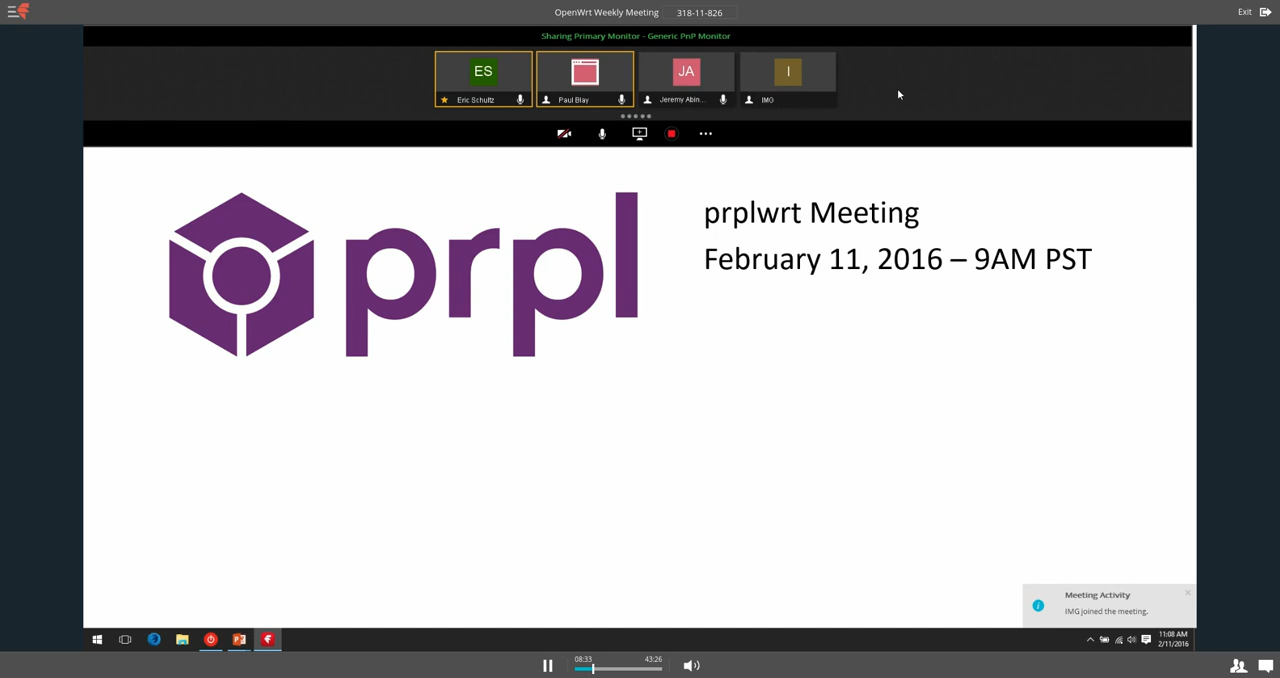 OpenWrt Weekly Meeting 318-11-826 Exit
Sharing Primary Monitor - Generic PnP Monitor
ES JA I
Eric Schultz Paul Blay Jeremy Abin... IMG
prpl
prplwrt Meeting
February 11, 2016 – 9AM PST
Meeting Activity
IMG joined the meeting.
11:08 AM
2/11/2016
08:33 43:26